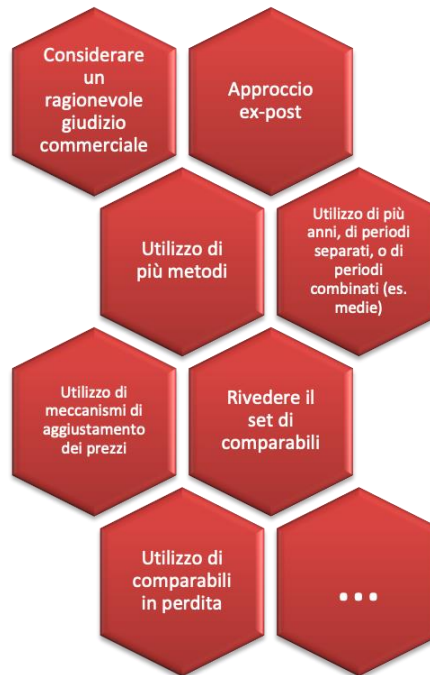 Considerare
un
ragionevole
giudizio
commerciale
Approccio
ex-post
Utilizzo di
più metodi
Utilizzo di più
anni, di periodi
separati, o di
periodi
combinati (es.
medie)
Utilizzo di
meccanismi di
aggiustamento
dei prezzi
Rivedere il
set di
comparabili
Utilizzo di
comparabili
in perdita
...